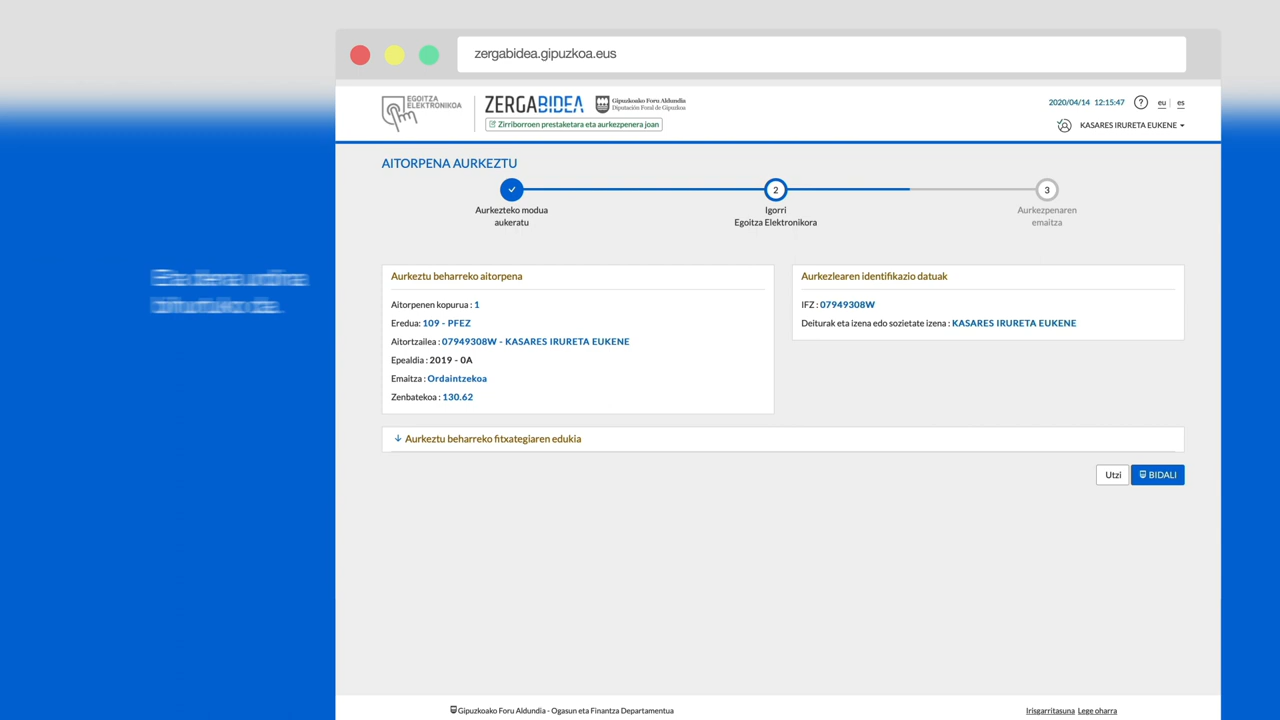 zergabidea.gipuzkoa.eus
EGOITZA
ELEKTRONIKOA
ZERGABIDEA
Gipuzkoako Foru Aldundia
Diputación Foral de Gipuzkoa
Zirriborroen prestaketara eta aurkezpenera joan
2020/04/14 12:15:47 ? eu es
KASARES IRURETA EUKENE
AITORPENA AURKEZTU
2
3
Aurkezteko modua
aukeratu
Igorri
Egoitza Elektronikora
Aurkezpenaren
emaitza
Aurkeztu beharreko aitorpena
Aitorpenen kopurua : 1
Eredua: 109 - PFEZ
Aitortzailea : 07949308W - KASARES IRURETA EUKENE
Epealdia : 2019 - 0A
Emaitza : Ordaintzekoa
Zenbatekoa : 130.62
Aurkezlearen identifikazio datuak
IFZ : 07949308W
Deiturak eta izena edo sozietate izena : KASARES IRURETA EUKENE
Aurkeztu beharreko fitxategiaren edukia
Utzi
BIDALI
Gipuzkoako Foru Aldundia - Ogasun eta Finantza Departamentua
Irisgarritasuna Lege oharra